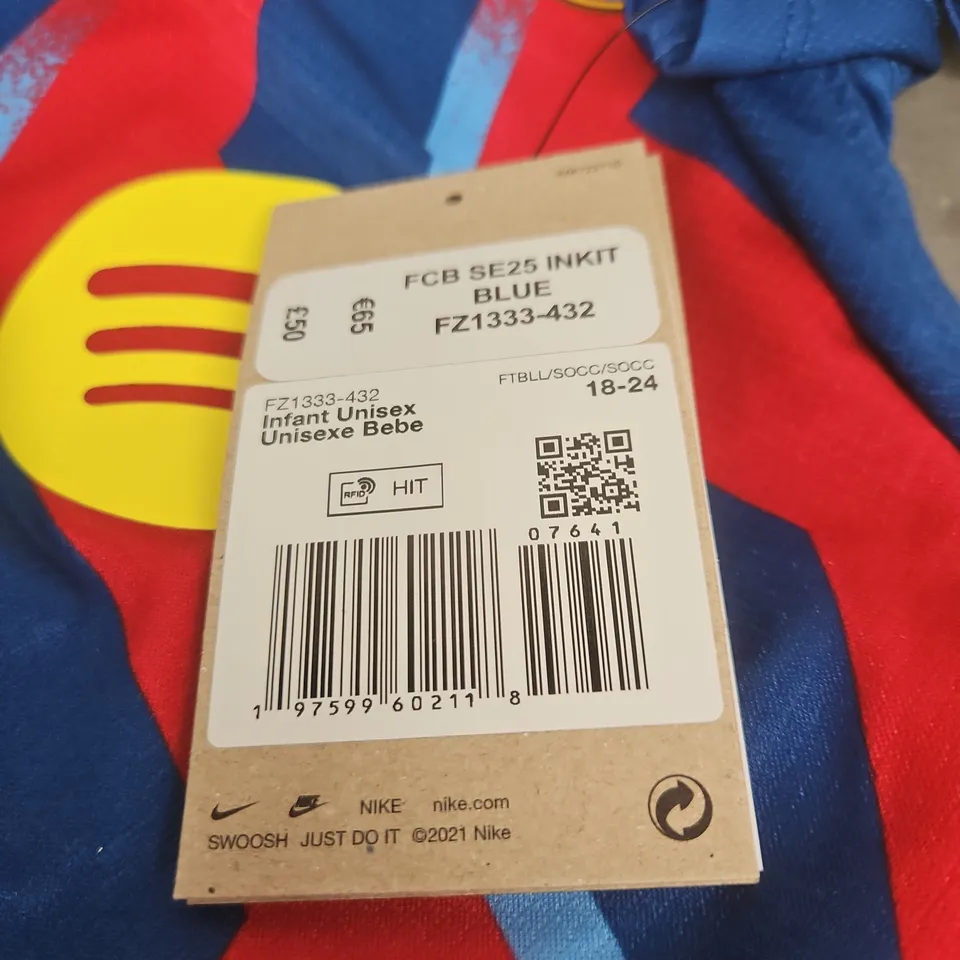 FCB SE25 INKIT
BLUE
FZ1333-432
€65
£50
FZ1333-432
Infant Unisex
Unisexe Bebe
FTBLL/SOCC/SOCC
18-24
RFID HIT
07641
1 97599 60211 8
NIKE nike.com
SWOOSH JUST DO IT ©2021 Nike